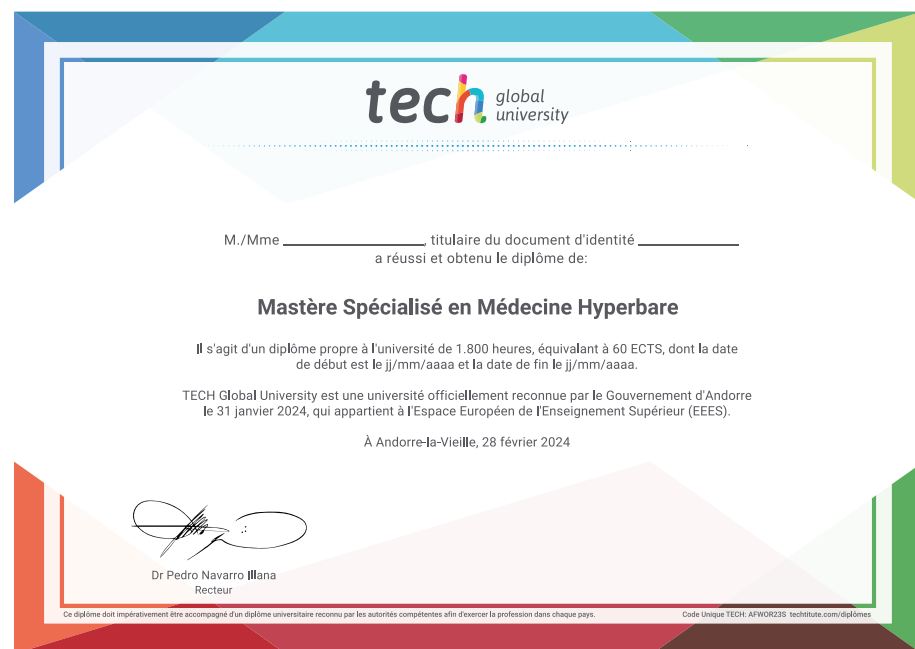 tech global university
M./Mme ____________________, titulaire du document d'identité ______________
a réussi et obtenu le diplôme de:
Mastère Spécialisé en Médecine Hyperbare
Il s'agit d'un diplôme propre à l'université de 1.800 heures, équivalant à 60 ECTS, dont la date
de début est le jj/mm/aaaa et la date de fin le jj/mm/aaaa.
TECH Global University est une université officiellement reconnue par le Gouvernement d'Andorre
le 31 janvier 2024, qui appartient à l'Espace Européen de l'Enseignement Supérieur (EEES).
À Andorre-la-Vieille, 28 février 2024
Dr Pedro Navarro Illana
Recteur
Ce diplôme doit impérativement être accompagné d'un diplôme universitaire reconnu par les autorités compétentes afin d'exercer la profession dans chaque pays.
Code Unique TECH: AFWOR23S techtitute.com/diplômes